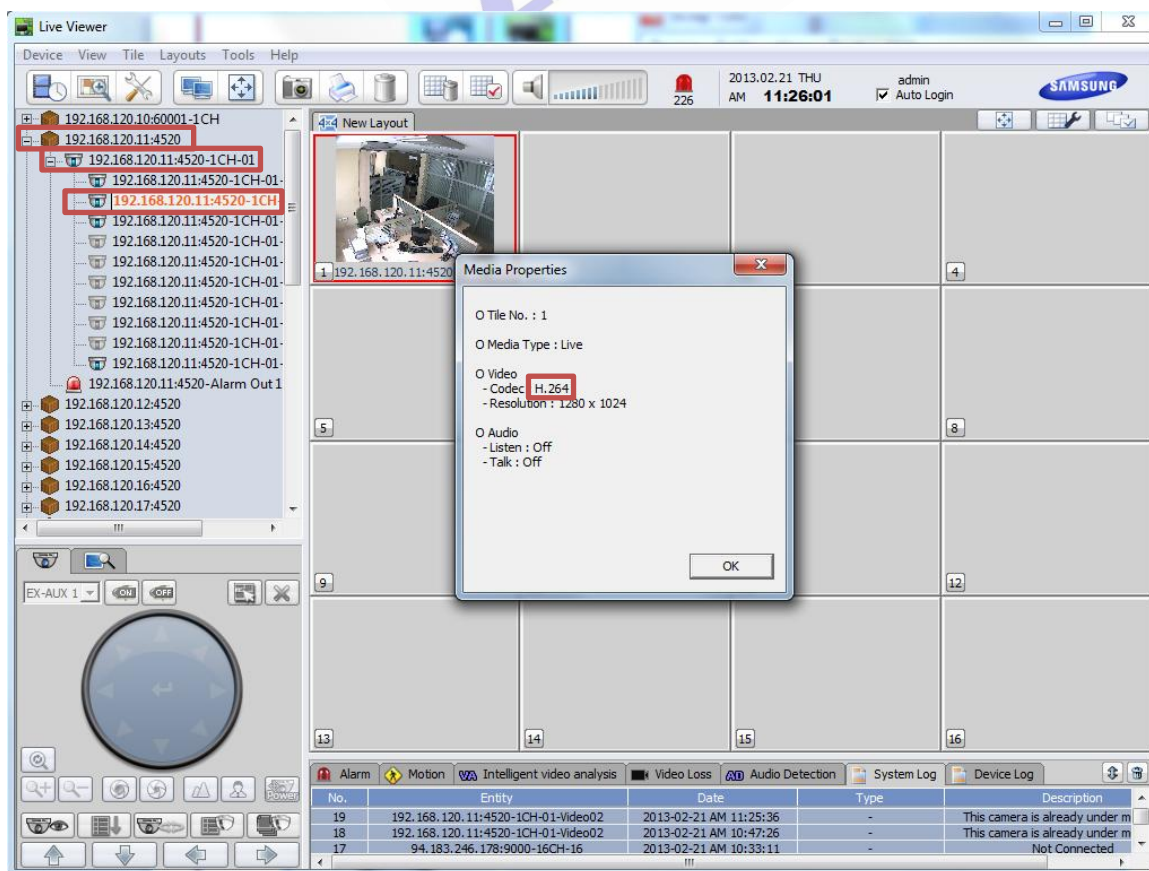 Live Viewer
Device View Tile Layouts Tools Help
226
2013.02.21 THU
AM 11:26:01
admin
Auto Login
SAMSUNG
192.168.120.10:60001-1CH
192.168.120.11:4520
192.168.120.11:4520-1CH-01
192.168.120.11:4520-1CH-01-
192.168.120.11:4520-1CH-
192.168.120.11:4520-1CH-01-
192.168.120.11:4520-1CH-01-
192.168.120.11:4520-1CH-01-
192.168.120.11:4520-1CH-01-
192.168.120.11:4520-1CH-01-
192.168.120.11:4520-1CH-01-
192.168.120.11:4520-1CH-01-
192.168.120.11:4520-1CH-01-
192.168.120.11:4520-Alarm Out 1
192.168.120.12:4520
192.168.120.13:4520
192.168.120.14:4520
192.168.120.15:4520
192.168.120.16:4520
192.168.120.17:4520
EX-AUX 1
ON OFF
Power
4x4 New Layout
1 192.168.120.11:4520
4
5
8
9
12
13
14
15
16
Media Properties
O Tile No. : 1
O Media Type : Live
O Video
- Codec H.264
- Resolution : 1280 x 1024
O Audio
- Listen : Off
- Talk : Off
OK
Alarm Motion VA Intelligent video analysis Video Loss AD Audio Detection System Log Device Log
No. Entity Date Type Description
19 192.168.120.11:4520-1CH-01-Video02 2013-02-21 AM 11:25:36 - This camera is already under m
18 192.168.120.11:4520-1CH-01-Video02 2013-02-21 AM 10:47:26 - This camera is already under m
17 94.183.246.178:9000-16CH-16 2013-02-21 AM 10:33:11 - Not Connected